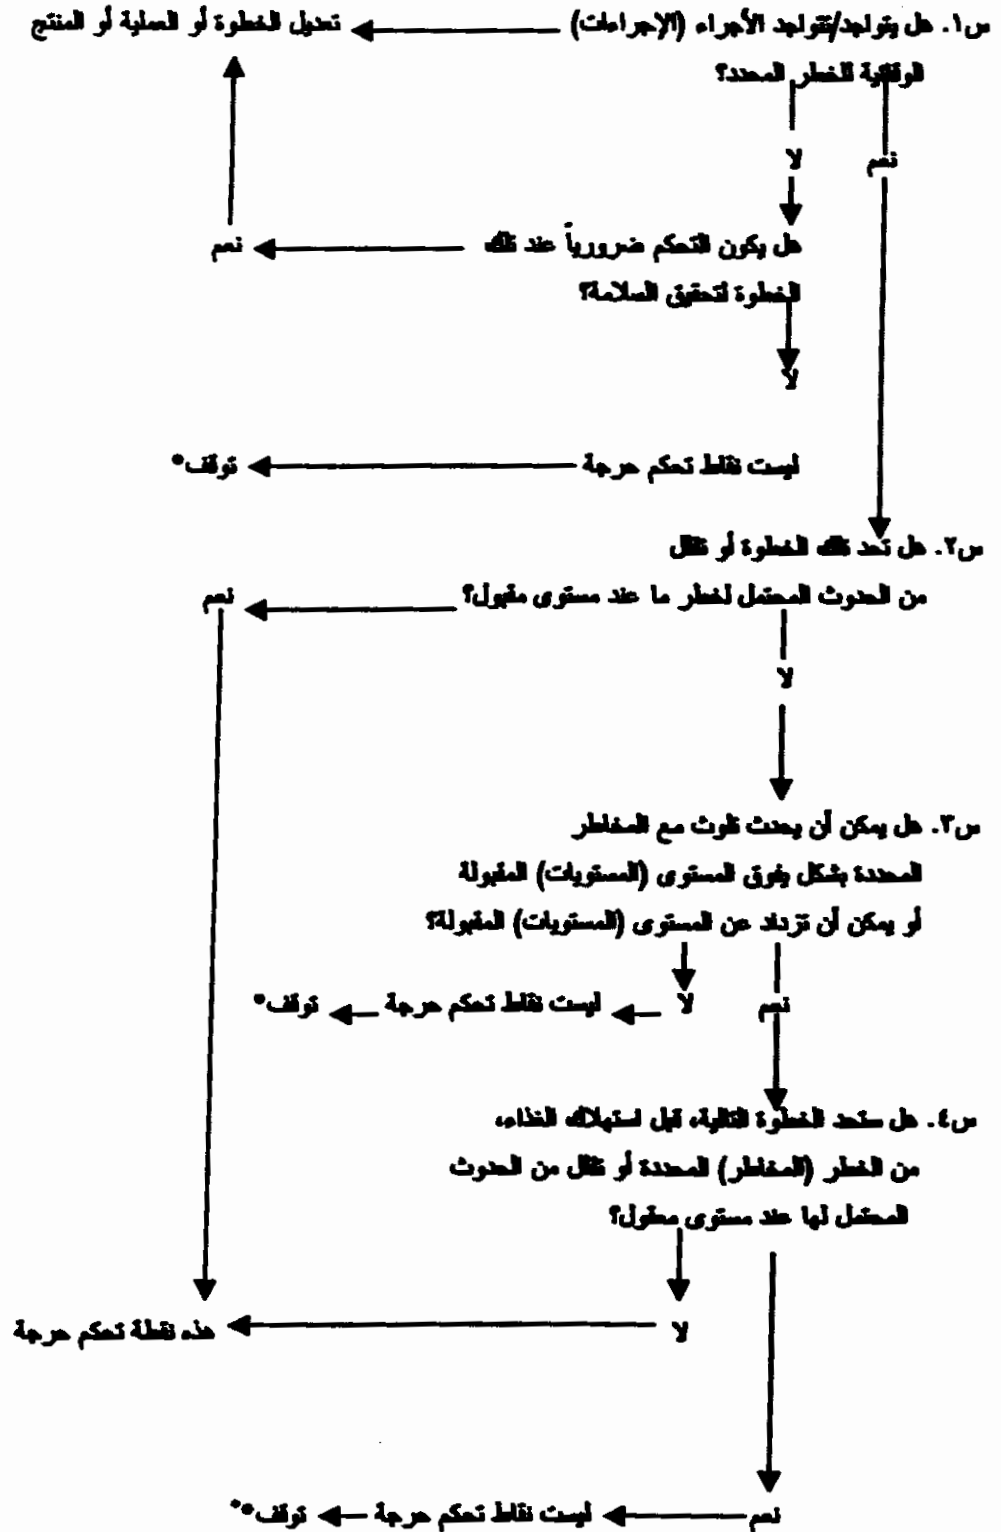 س١. هل يتواجد/تتواجد الأجراء (الإجراءات) تعديل الخطوة أو العملية أو المنتج
الوقائية للخطر المحدد؟
لا نعم
هل يكون التحكم ضرورياً عند تلك نعم
الخطوة لتحقيق السلامة؟
لا
ليست نقاط تحكم حرجة توقف*
س٢. هل تحد تلك الخطوة أو تقلل
من الحدوث المحتمل لخطر ما عند مستوى مقبول؟ نعم
لا
س٣. هل يمكن أن يحدث تلوث مع المخاطر
المحددة بشكل يفوق المستوى (المستويات) المقبولة
أو يمكن أن تزداد عن المستوى (المستويات) المقبولة؟
نعم لا ليست نقاط تحكم حرجة توقف*
س٤. هل ستحد الخطوة التالية، قبل استهلاك الغذاء،
من الخطر (المخاطر) المحددة أو تقلل من الحدوث
المحتمل لها عند مستوى معقول؟
لا هذه نقطة تحكم حرجة
نعم ليست نقاط تحكم حرجة توقف**